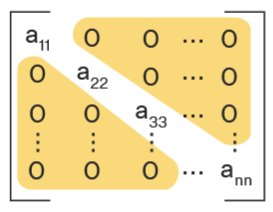 a₁₁ 0 0 ... 0
0 a₂₂ 0 ... 0
0 0 a₃₃ ... 0
⋮ ⋮ ⋮ ⋮
0 0 0 ... aₙₙ